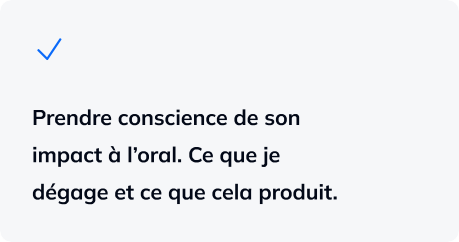 Prendre conscience de son
impact à l’oral. Ce que je
dégage et ce que cela produit.